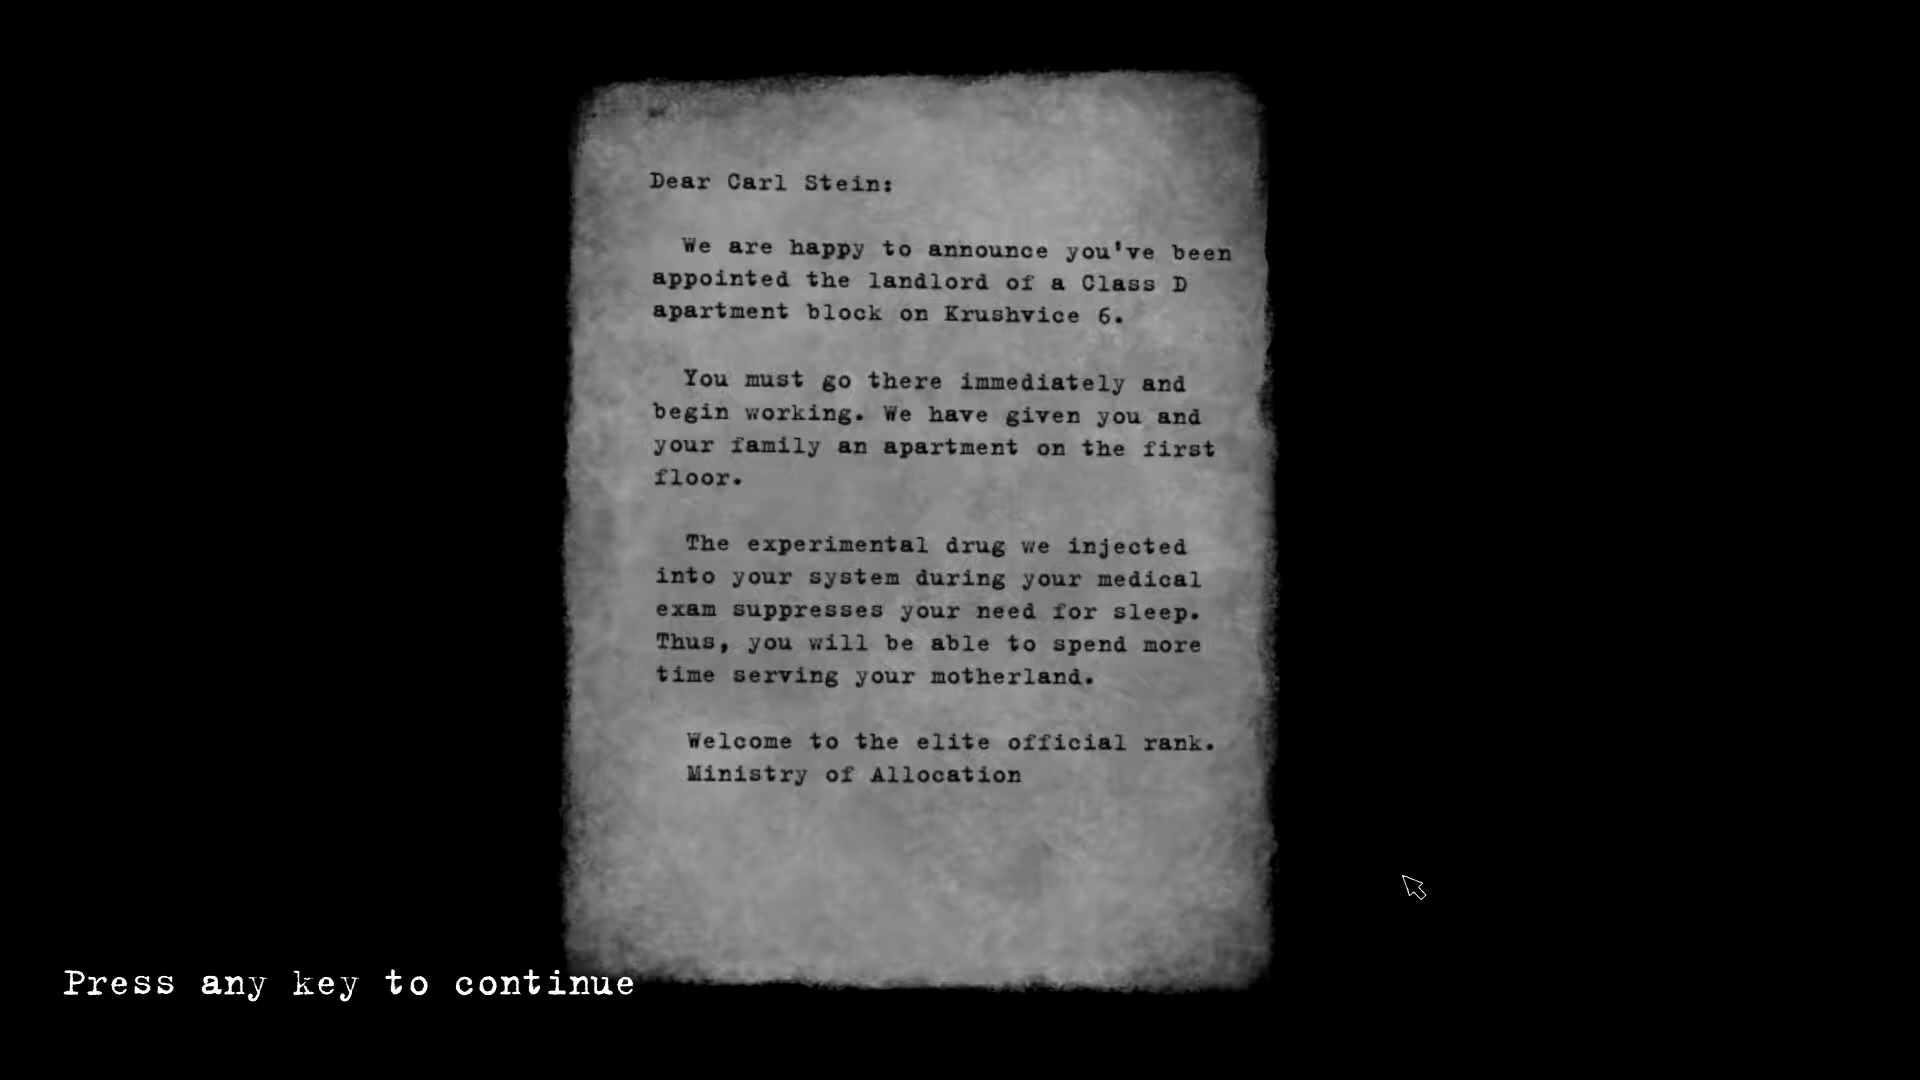 Dear Carl Stein:
We are happy to announce you've been
appointed the landlord of a Class D
apartment block on Krushvice 6.
You must go there immediately and
begin working. We have given you and
your family an apartment on the first
floor.
The experimental drug we injected
into your system during your medical
exam suppresses your need for sleep.
Thus, you will be able to spend more
time serving your motherland.
Welcome to the elite official rank.
Ministry of Allocation
Press any key to continue